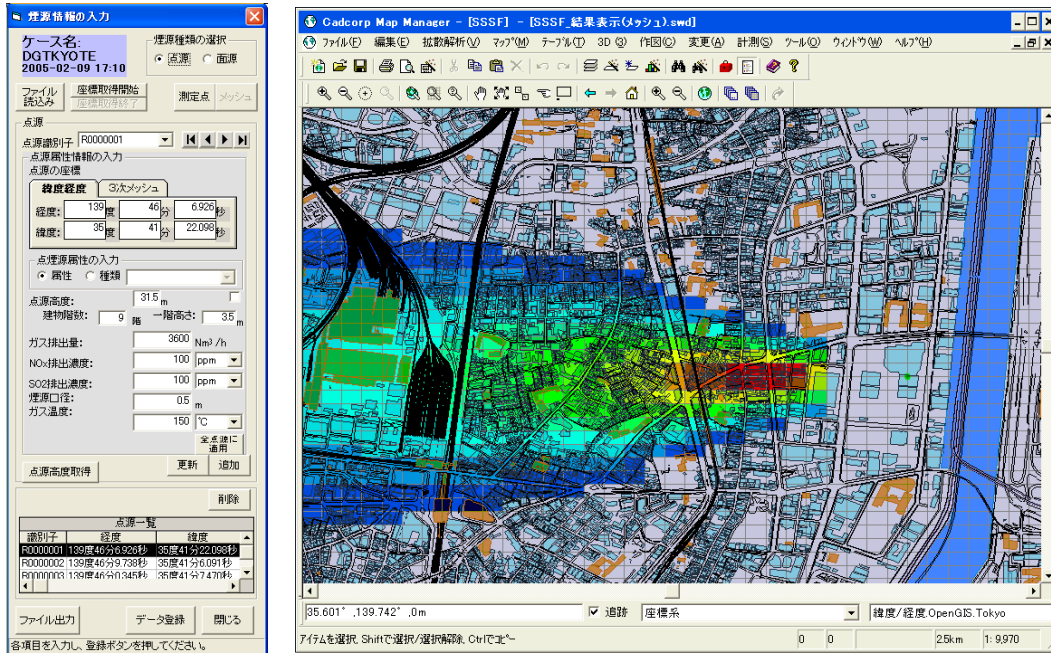 煙源情報の入力
ケース名:
DGTKYOTE
2005-02-09 17:10
煙源種類の選択
点源 面源
ファイル読込み
座標取得開始
座標取得終了
測定点 メッシュ
点源
点源識別子 R0000001
点源属性情報の入力
点源の座標
緯度経度 3次メッシュ
経度: 139 度 46 分 6.926 秒
緯度: 35 度 41 分 22.098 秒
点煙源属性の入力
属性 種類
点源高度: 31.5 m
建物階数: 9 階 一階高さ: 3.5 m
ガス排出量: 3600 Nm³/h
NOx排出濃度: 100 ppm
SO2排出濃度: 100 ppm
煙源口径: 0.5 m
ガス温度: 150 ℃
全点源に適用
点源高度取得 更新 追加
削除
点源一覧
識別子 経度 緯度
R0000001 139度46分6.926秒 35度41分22.098秒
R0000002 139度46分9.738秒 35度41分6.091秒
R0000003 139度46分0.345秒 35度41分7.470秒
ファイル出力 データ登録 閉じる
各項目を入力し、登録ボタンを押してください。
Cadcorp Map Manager - [SSSF] - [SSSF_結果表示(メッシュ).swd]
ファイル(F) 編集(E) 拡散解析(V) マップ(M) テーブル(T) 3D (3) 作図(C) 変更(A) 計測(S) ツール(O) ウィンドウ(W) ヘルプ(H)
35.601° ,139.742° ,0m 追跡 座標系 緯度/経度.OpenGIS.Tokyo
アイテムを選択, Shiftで選択/選択解除, Ctrlでコピー 0 0 2.5km 1: 9,970